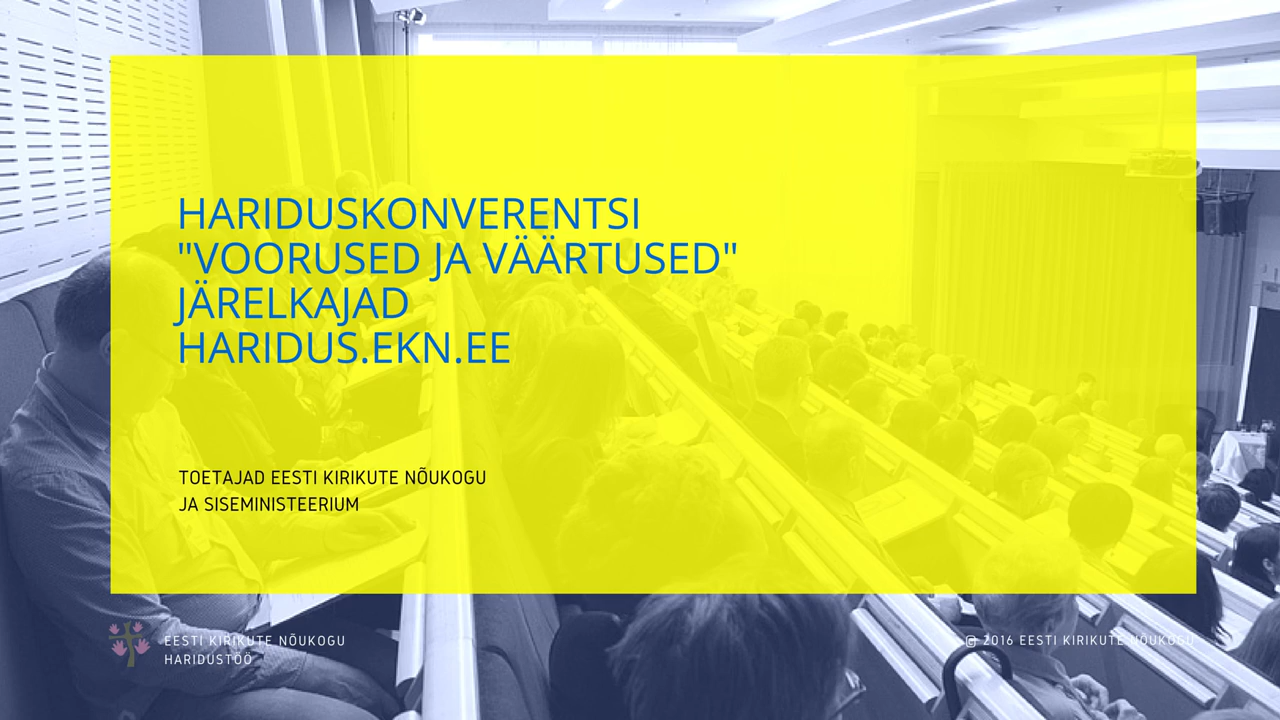 HARIDUSKONVERENTSI
"VOORUSED JA VÄÄRTUSED"
JÄRELKAJAD
HARIDUS.EKN.EE
TOETAJAD EESTI KIRIKUTE NÕUKOGU
JA SISEMINISTEERIUM
EESTI KIRIKUTE NÕUKOGU
HARIDUSTÖÖ
© 2016 EESTI KIRIKUTE NÕUKOGU